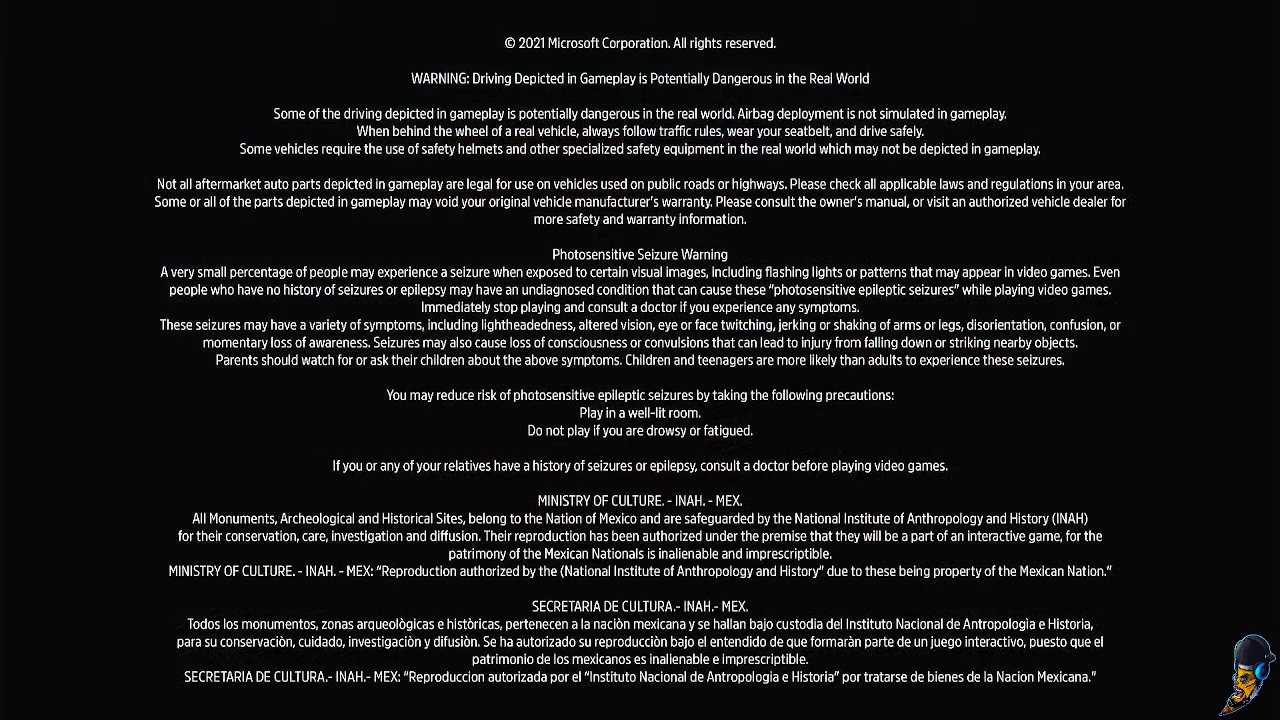 © 2021 Microsoft Corporation. All rights reserved.
WARNING: Driving Depicted in Gameplay is Potentially Dangerous in the Real World
Some of the driving depicted in gameplay is potentially dangerous in the real world. Airbag deployment is not simulated in gameplay.
When behind the wheel of a real vehicle, always follow traffic rules, wear your seatbelt, and drive safely.
Some vehicles require the use of safety helmets and other specialized safety equipment in the real world which may not be depicted in gameplay.
Not all aftermarket auto parts depicted in gameplay are legal for use on vehicles used on public roads or highways. Please check all applicable laws and regulations in your area.
Some or all of the parts depicted in gameplay may void your original vehicle manufacturer's warranty. Please consult the owner's manual, or visit an authorized vehicle dealer for
more safety and warranty information.
Photosensitive Seizure Warning
A very small percentage of people may experience a seizure when exposed to certain visual images, including flashing lights or patterns that may appear in video games. Even
people who have no history of seizures or epilepsy may have an undiagnosed condition that can cause these "photosensitive epileptic seizures" while playing video games.
Immediately stop playing and consult a doctor if you experience any symptoms.
These seizures may have a variety of symptoms, including lightheadedness, altered vision, eye or face twitching, jerking or shaking of arms or legs, disorientation, confusion, or
momentary loss of awareness. Seizures may also cause loss of consciousness or convulsions that can lead to injury from falling down or striking nearby objects.
Parents should watch for or ask their children about the above symptoms. Children and teenagers are more likely than adults to experience these seizures.
You may reduce risk of photosensitive epileptic seizures by taking the following precautions:
Play in a well-lit room.
Do not play if you are drowsy or fatigued.
If you or any of your relatives have a history of seizures or epilepsy, consult a doctor before playing video games.
MINISTRY OF CULTURE. - INAH. - MEX.
All Monuments, Archeological and Historical Sites, belong to the Nation of Mexico and are safeguarded by the National Institute of Anthropology and History (INAH)
for their conservation, care, investigation and diffusion. Their reproduction has been authorized under the premise that they will be a part of an interactive game, for the
patrimony of the Mexican Nationals is inalienable and imprescriptible.
MINISTRY OF CULTURE. - INAH. - MEX: "Reproduction authorized by the (National Institute of Anthropology and History" due to these being property of the Mexican Nation."
SECRETARIA DE CULTURA.- INAH.- MEX.
Todos los monumentos, zonas arqueològicas e històricas, pertenecen a la naciòn mexicana y se hallan bajo custodia del Instituto Nacional de Antropologia e Historia,
para su conservaciòn, cuidado, investigaciòn y difusiòn. Se ha autorizado su reproducciòn bajo el entendido de que formaràn parte de un juego interactivo, puesto que el
patrimonio de los mexicanos es inalienable e imprescriptible.
SECRETARIA DE CULTURA.- INAH.- MEX: "Reproduccion autorizada por el "Instituto Nacional de Antropologia e Historia" por tratarse de bienes de la Nacion Mexicana."